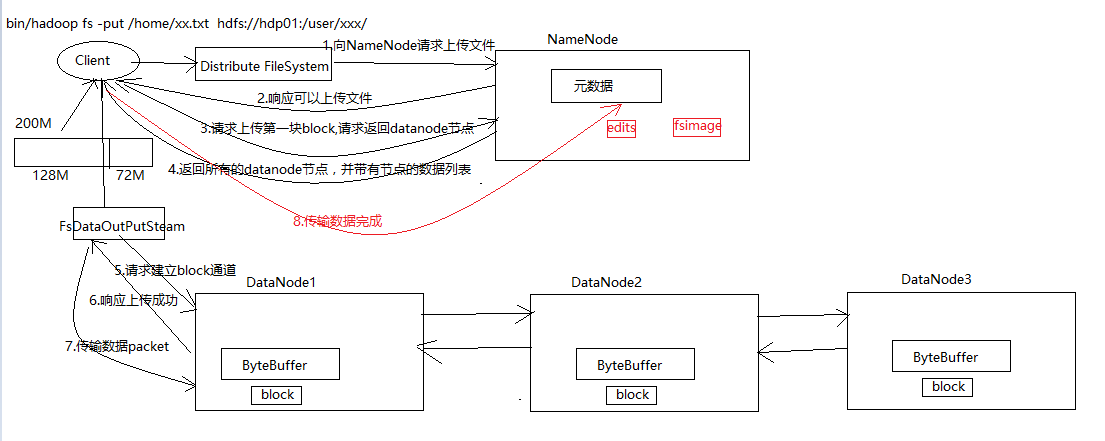 bin/hadoop fs -put /home/xx.txt hdfs://hdp01:/user/xxx/
Client
Distribute FileSystem
1.向NameNode请求上传文件
NameNode
元数据
edits
fsimage
2.响应可以上传文件
3.请求上传第一块block,请求返回datanode节点
4.返回所有的datanode节点，并带有节点的数据列表
200M
128M
72M
8.传输数据完成
FsDataOutPutSteam
5.请求建立block通道
6.响应上传成功
7.传输数据packet
DataNode1
ByteBuffer
block
DataNode2
ByteBuffer
block
DataNode3
ByteBuffer
block